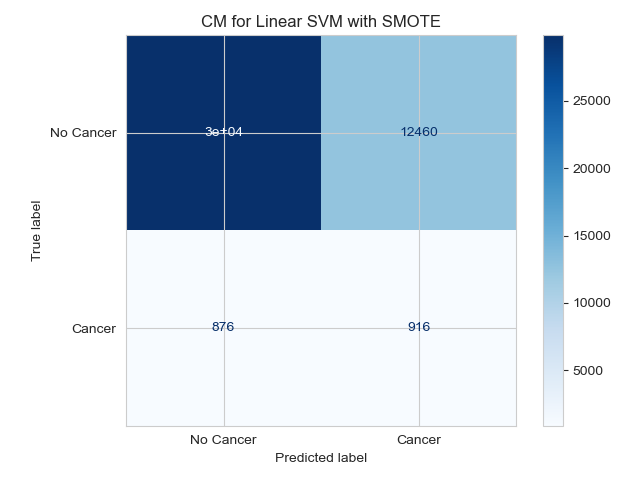 CM for Linear SVM with SMOTE
No Cancer
3e+04
12460
True label
Cancer
876
916
No Cancer
Cancer
Predicted label
25000
20000
15000
10000
5000